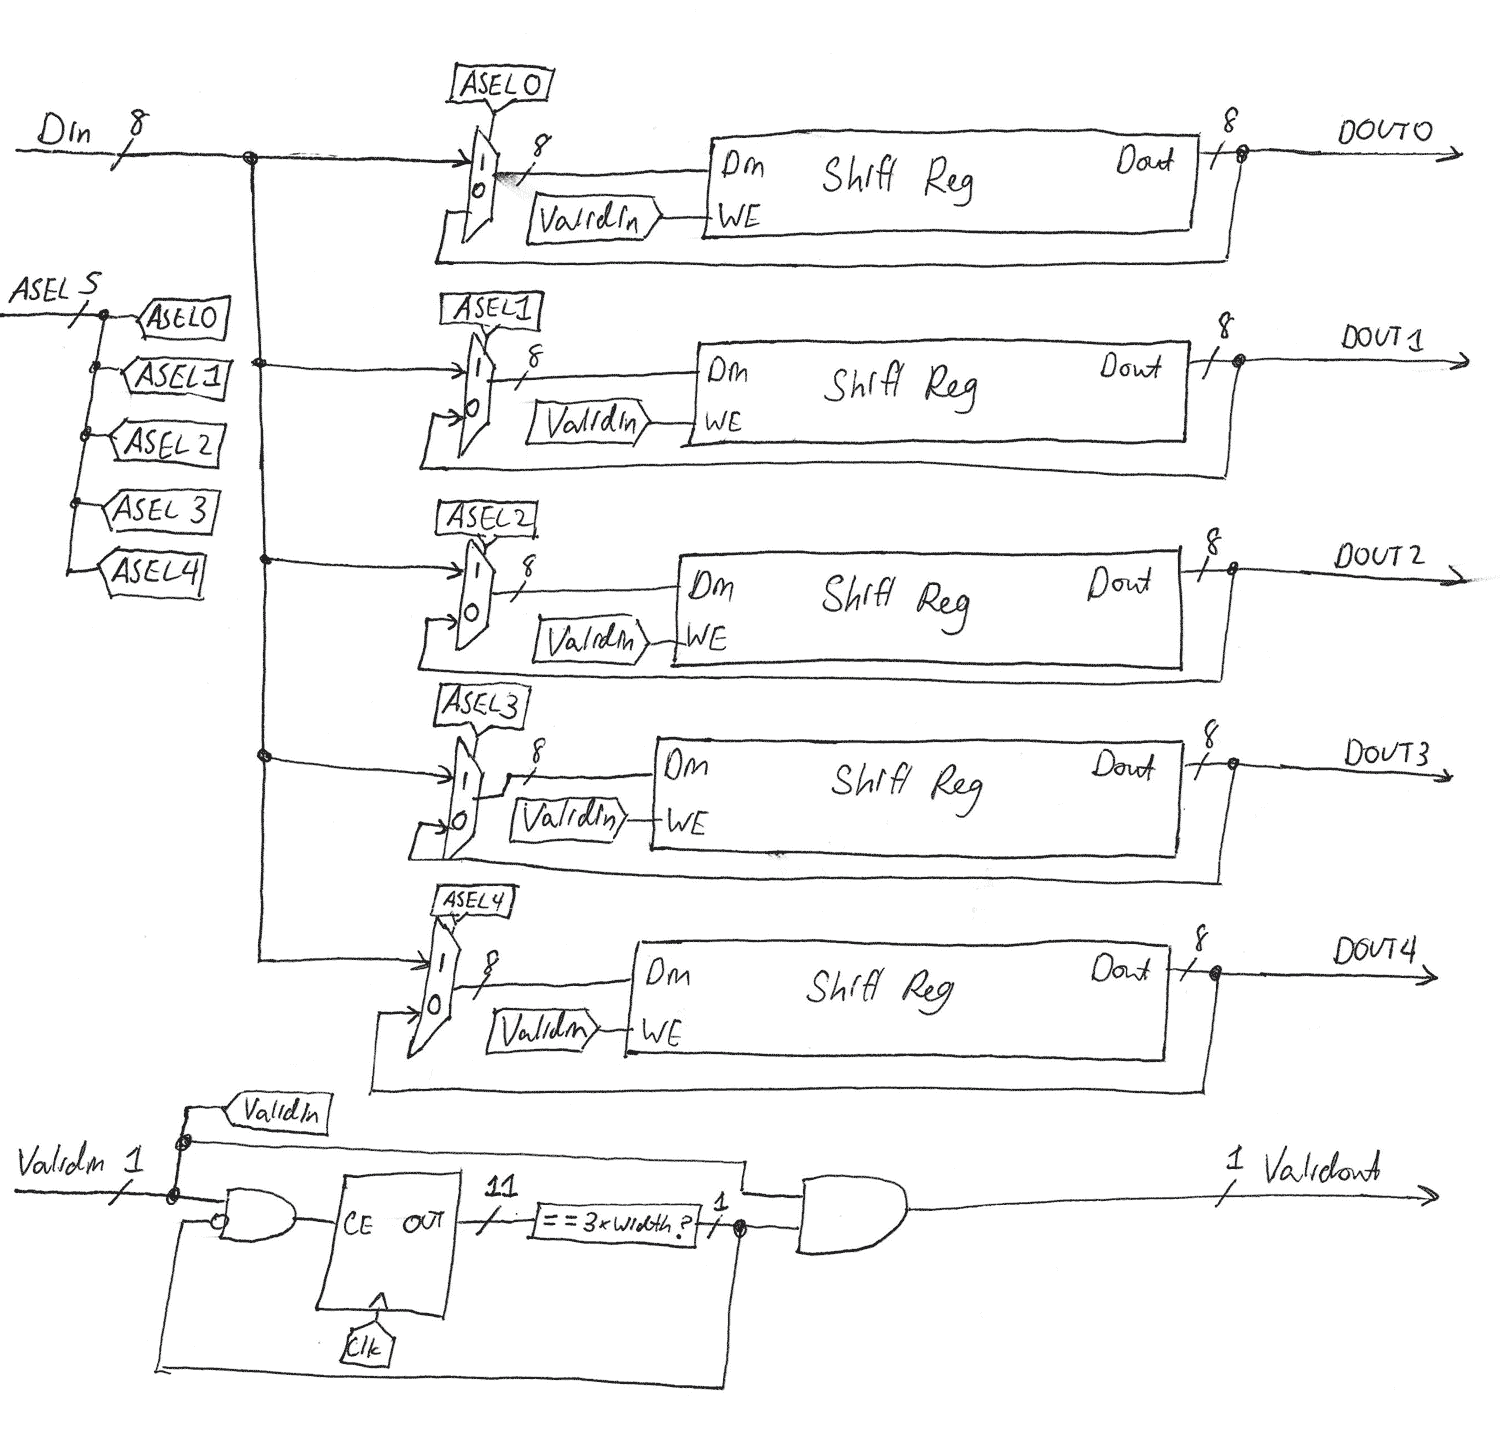 ASEL0
Din 8
1
0
8
Din Shift Reg Dout
8
DOUT0
ValidIn
WE
ASEL 5
ASEL0
ASEL1
ASEL2
ASEL3
ASEL4
ASEL1
1
0
8
Din Shift Reg Dout
8
DOUT1
ValidIn
WE
ASEL2
1
0
8
Din Shift Reg Dout
8
DOUT2
ValidIn
WE
ASEL3
1
0
8
Din Shift Reg Dout
8
DOUT3
ValidIn
WE
ASEL4
1
0
8
Din Shift Reg Dout
8
DOUT4
ValidIn
WE
ValidIn
ValidIn 1
CE OUT
11
==3xwidth?
1
1 Validout
Clk